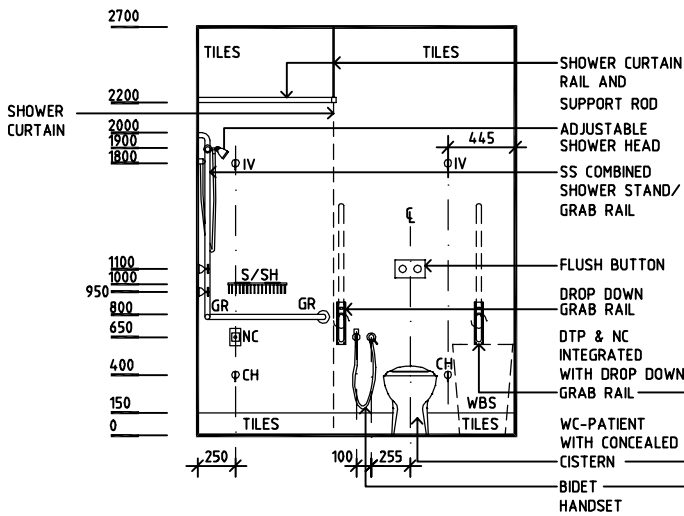 2700
TILES
TILES
SHOWER CURTAIN
RAIL AND
SUPPORT ROD
2200
SHOWER
CURTAIN
2000
1900
1800
445
ADJUSTABLE
SHOWER HEAD
IV
IV
SS COMBINED
SHOWER STAND/
GRAB RAIL
℄
1100
1000
950
S/SH
FLUSH BUTTON
800
GR
GR
DROP DOWN
GRAB RAIL
650
NC
DTP & NC
INTEGRATED
WITH DROP DOWN
GRAB RAIL
400
CH
CH
WBS
150
0
TILES
TILES
WC-PATIENT
WITH CONCEALED
CISTERN
250
100
255
BIDET
HANDSET